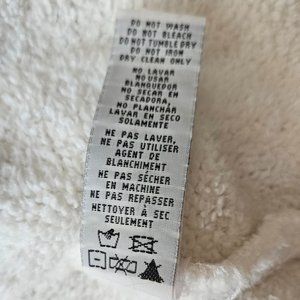 DO NOT WASH
DO NOT BLEACH
DO NOT TUMBLE DRY
DO NOT IRON
DRY CLEAN ONLY
NO LAVAR
NO USAR
BLANQUEDOR
NO SECAR EN
SECADORA,
NO PLANCHAR
LAVAR EN SECO
SOLAMENTE
NE PAS LAVER,
NE PAS UTILISER
AGENT DE
BLANCHIMENT
NE PAS SÉCHER
EN MACHINE
NE PAS REPASSER
NETTOYER À SEC
SEULEMENT